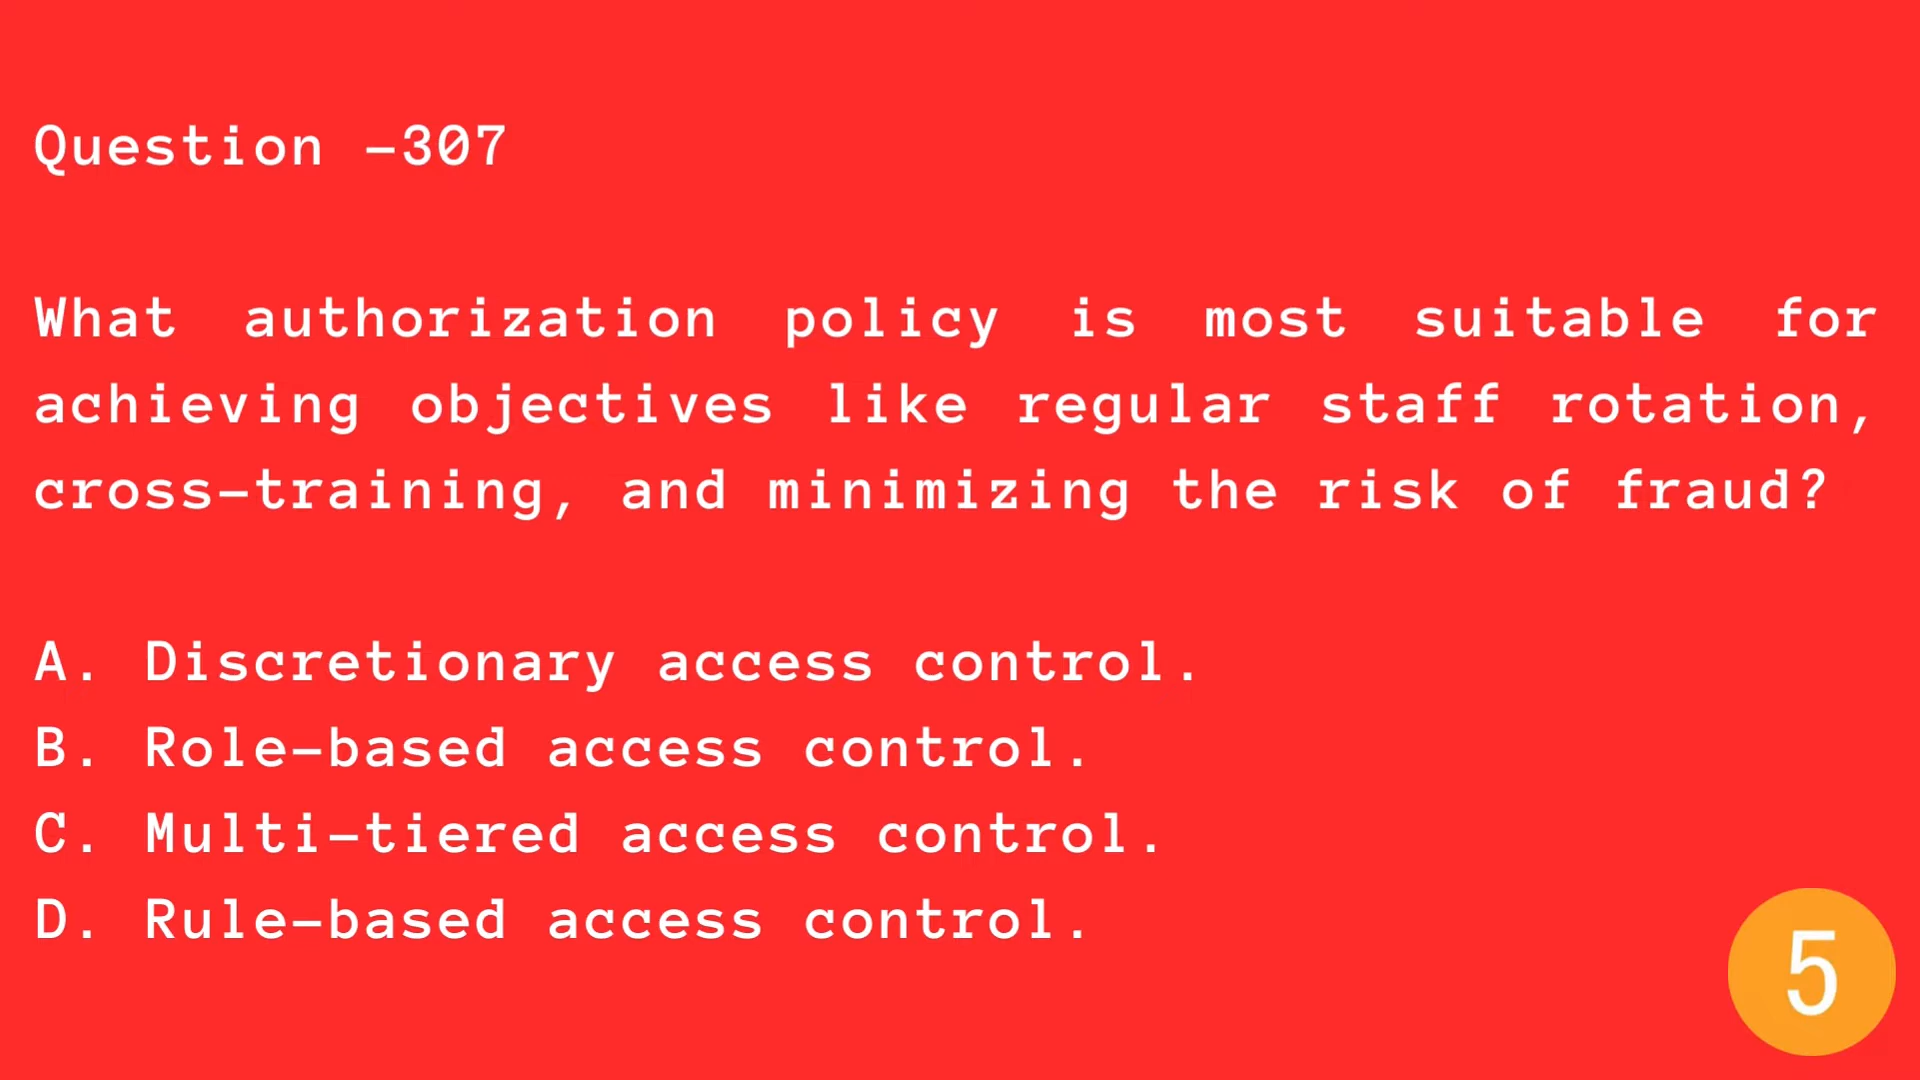 Question -307
What authorization policy is most suitable for
achieving objectives like regular staff rotation,
cross-training, and minimizing the risk of fraud?
A. Discretionary access control.
B. Role-based access control.
C. Multi-tiered access control.
D. Rule-based access control.
5